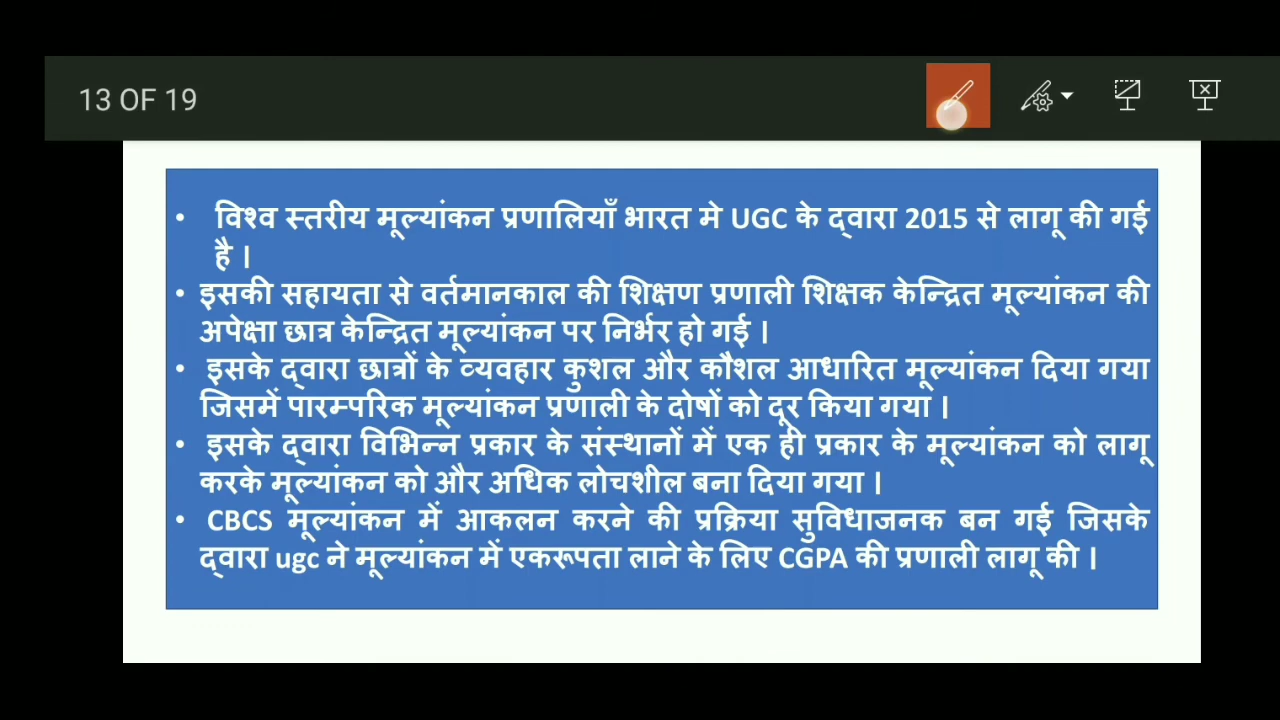 13 OF 19
• विश्व स्तरीय मूल्यांकन प्रणालियाँ भारत मे UGC के द्वारा 2015 से लागू की गई
है ।
• इसकी सहायता से वर्तमानकाल की शिक्षण प्रणाली शिक्षक केन्द्रित मूल्यांकन की
अपेक्षा छात्र केन्द्रित मूल्यांकन पर निर्भर हो गई ।
• इसके द्वारा छात्रों के व्यवहार कुशल और कौशल आधारित मूल्यांकन दिया गया
जिसमें पारम्परिक मूल्यांकन प्रणाली के दोषों को दूर किया गया ।
• इसके द्वारा विभिन्न प्रकार के संस्थानों में एक ही प्रकार के मूल्यांकन को लागू
करके मूल्यांकन को और अधिक लोचशील बना दिया गया ।
• CBCS मूल्यांकन में आकलन करने की प्रक्रिया सुविधाजनक बन गई जिसके
द्वारा ugc ने मूल्यांकन में एकरूपता लाने के लिए CGPA की प्रणाली लागू की ।